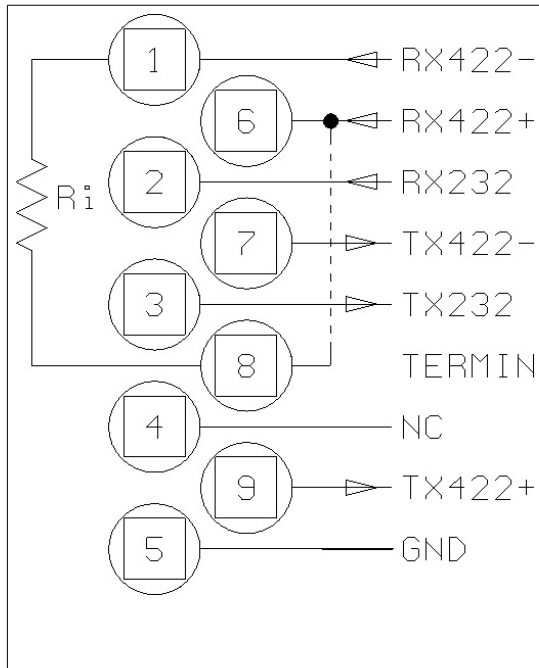 1 RX422-
6 RX422+
Ri 2 RX232
7 TX422-
3 TX232
8 TERMIN
4 NC
9 TX422+
5 GND